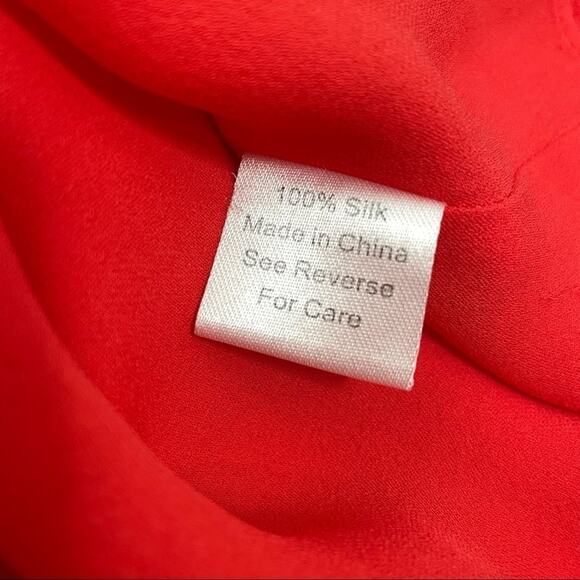 100% Silk
Made in China
See Reverse
For Care